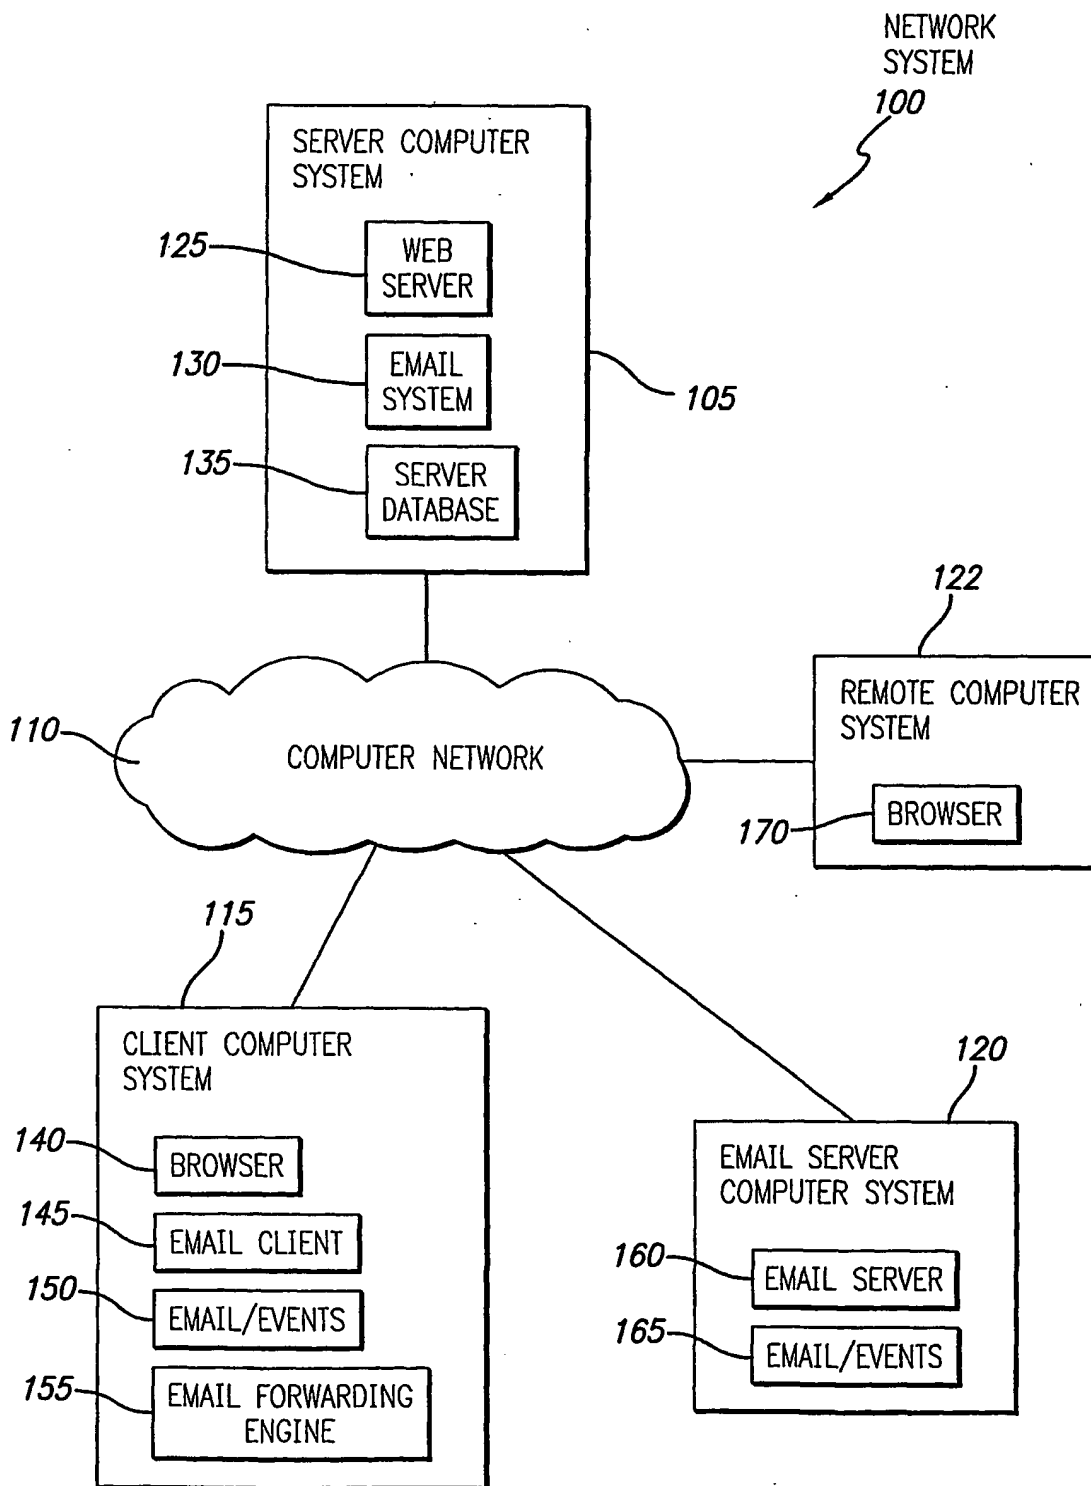 NETWORK
SYSTEM
100
SERVER COMPUTER
SYSTEM
125
WEB
SERVER
130
EMAIL
SYSTEM
105
135
SERVER
DATABASE
122
REMOTE COMPUTER
SYSTEM
110
COMPUTER NETWORK
170
BROWSER
115
CLIENT COMPUTER
SYSTEM
120
140
BROWSER
EMAIL SERVER
COMPUTER SYSTEM
145
EMAIL CLIENT
160
EMAIL SERVER
150
EMAIL/EVENTS
165
EMAIL/EVENTS
155
EMAIL FORWARDING
ENGINE